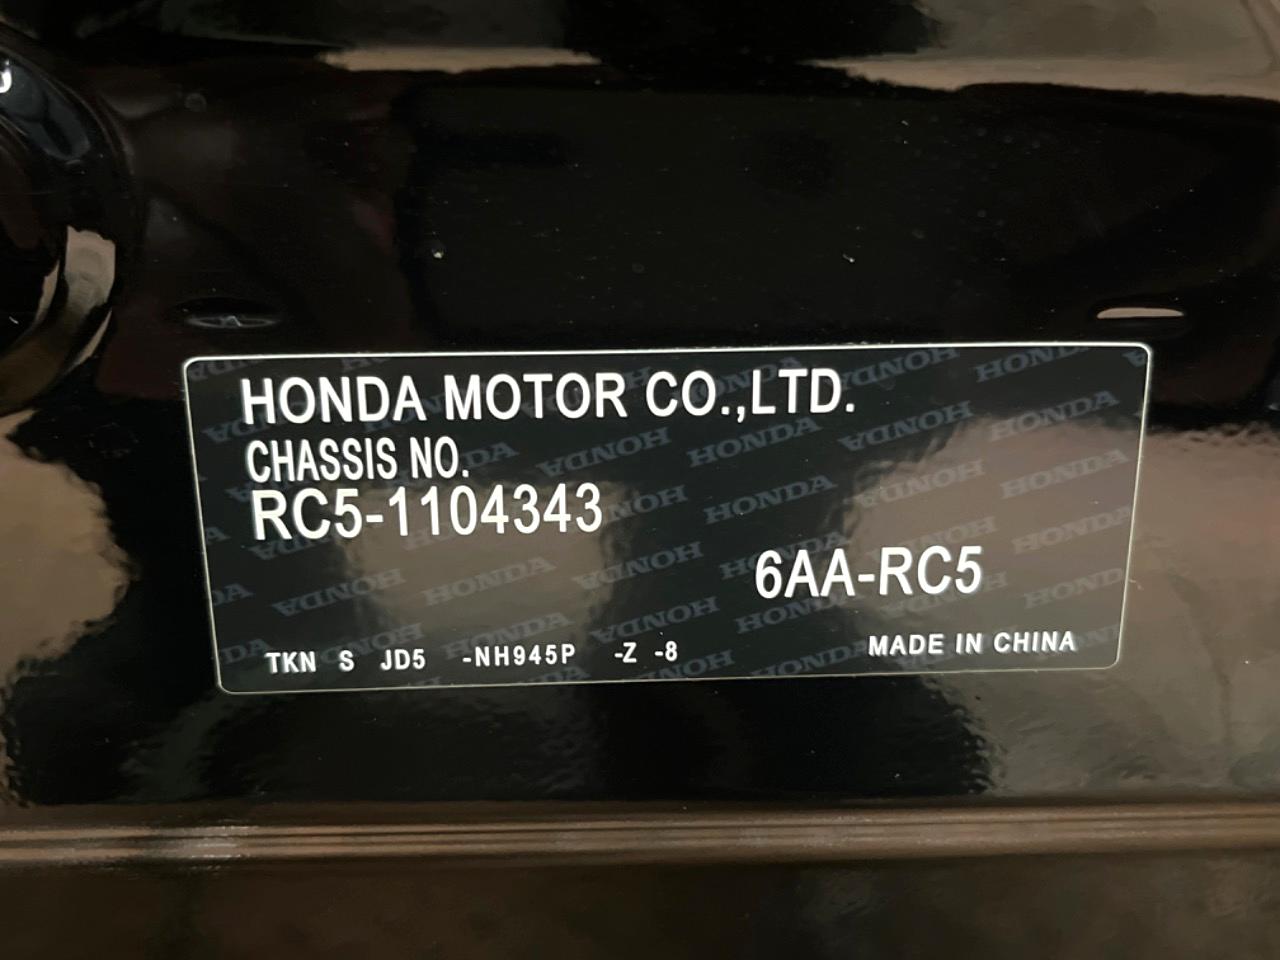 HONDA MOTOR CO.,LTD.
CHASSIS NO.
RC5-1104343
6AA-RC5
TKN S JD5 -NH945P -Z -8
MADE IN CHINA